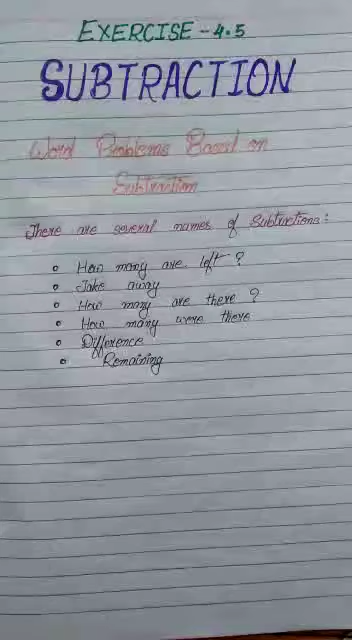 EXERCISE - 4.5
SUBTRACTION
Word Problems Based on
Subtraction
There are several names of Subtractions:
How many are left?
Take away
How many are there?
How many were there
Difference
Remaining